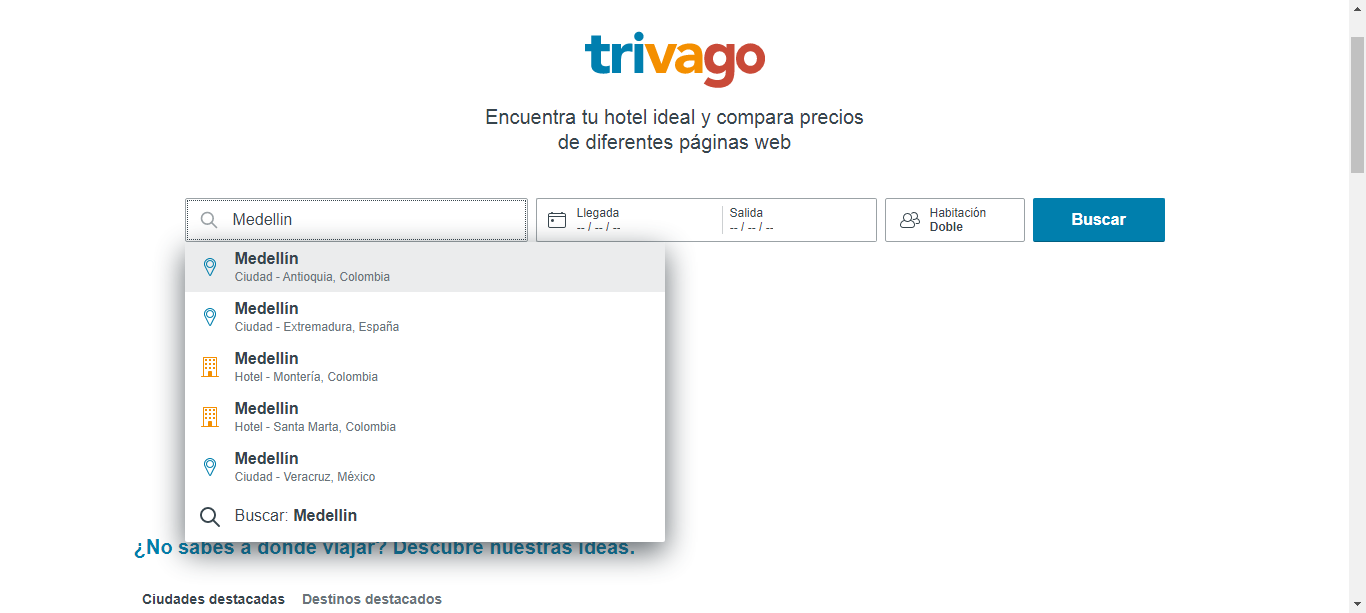 trivago
Encuentra tu hotel ideal y compara precios
de diferentes páginas web
Medellin
Llegada
-- / -- / --
Salida
-- / -- / --
Habitación
Doble
Buscar
Medellín
Ciudad - Antioquia, Colombia
Medellín
Ciudad - Extremadura, España
Medellin
Hotel - Montería, Colombia
Medellin
Hotel - Santa Marta, Colombia
Medellín
Ciudad - Veracruz, México
Buscar: Medellin
¿No sabes a dónde viajar? Descubre nuestras ideas.
Ciudades destacadas
Destinos destacados